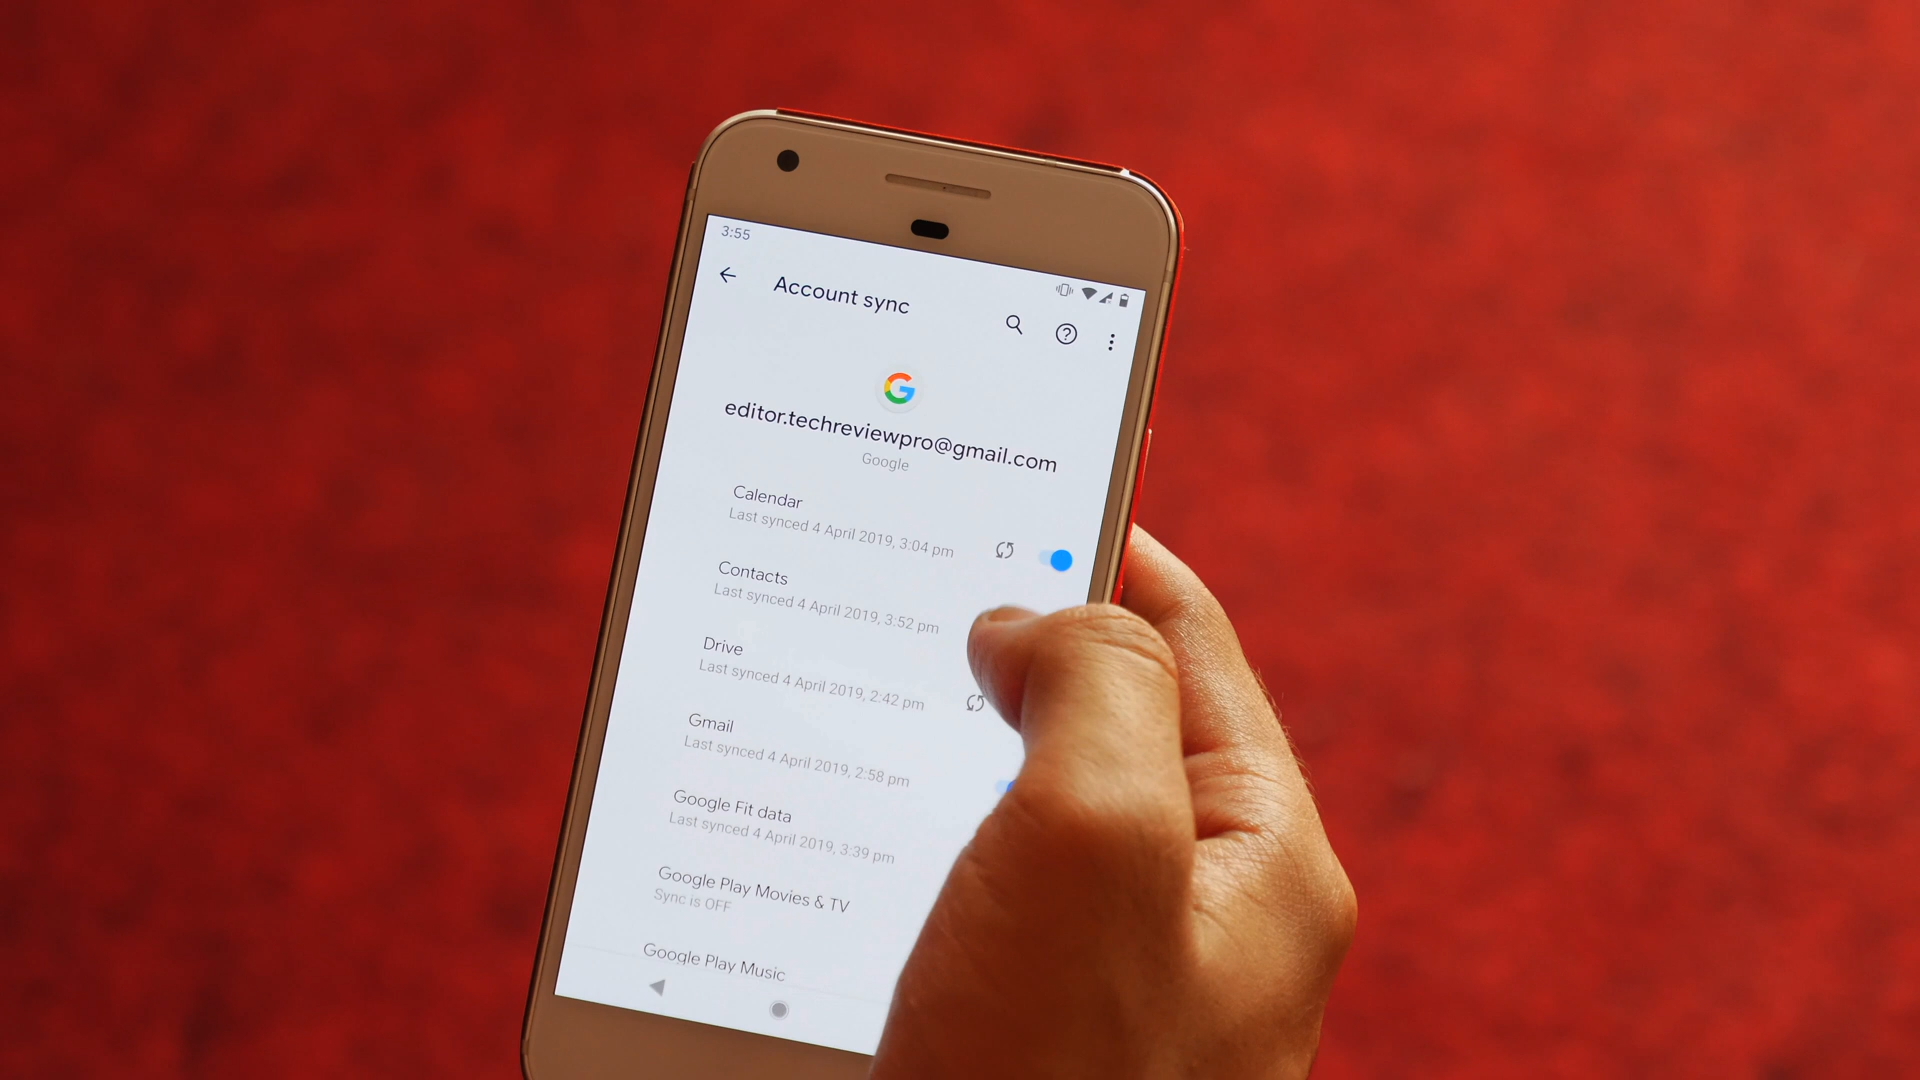 3:55
Account sync
editor.techreviewpro@gmail.com
Google
Calendar
Last synced 4 April 2019, 3:04 pm
Contacts
Last synced 4 April 2019, 3:52 pm
Drive
Last synced 4 April 2019, 2:42 pm
Gmail
Last synced 4 April 2019, 2:58 pm
Google Fit data
Last synced 4 April 2019, 3:39 pm
Google Play Movies & TV
Sync is OFF
Google Play Music